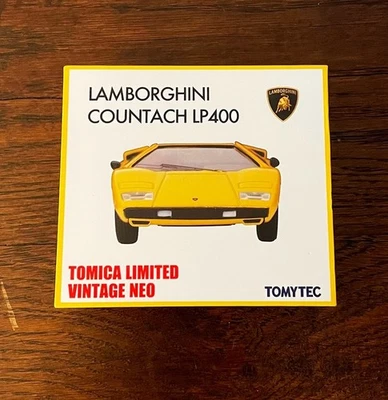 LAMBORGHINI
COUNTACH LP400
TOMICA LIMITED
VINTAGE NEO
TOMYTEC